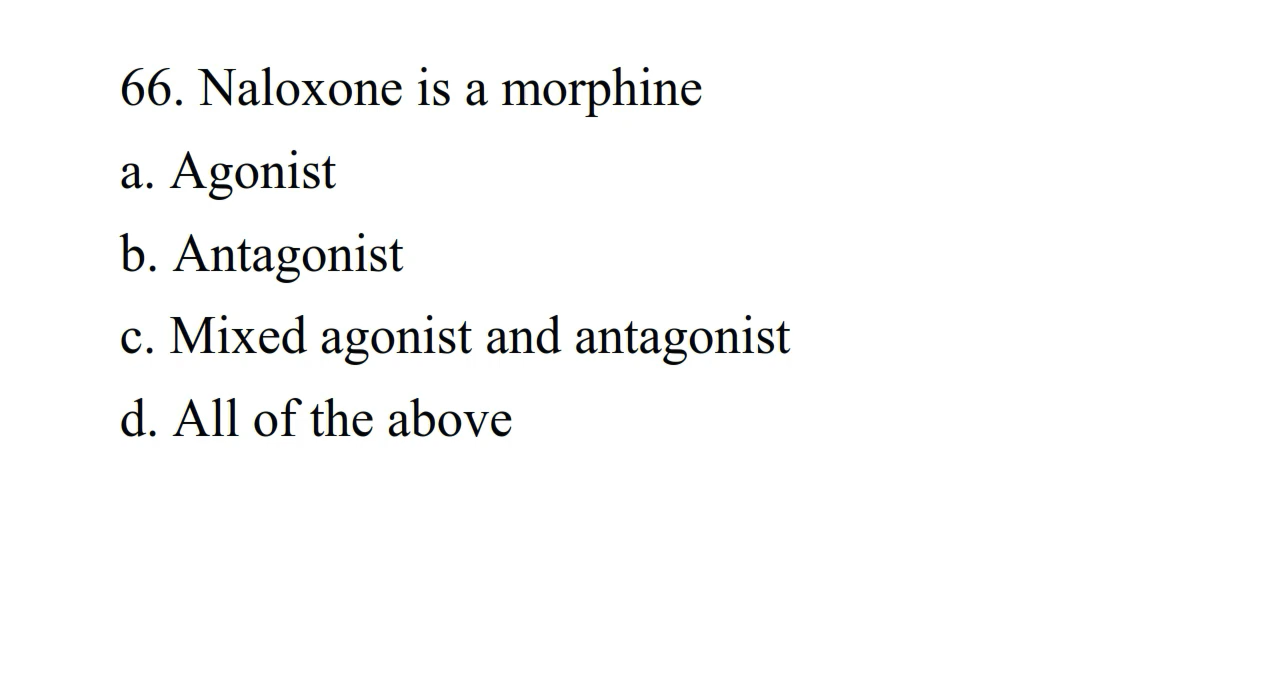 66. Naloxone is a morphine
a. Agonist
b. Antagonist
c. Mixed agonist and antagonist
d. All of the above